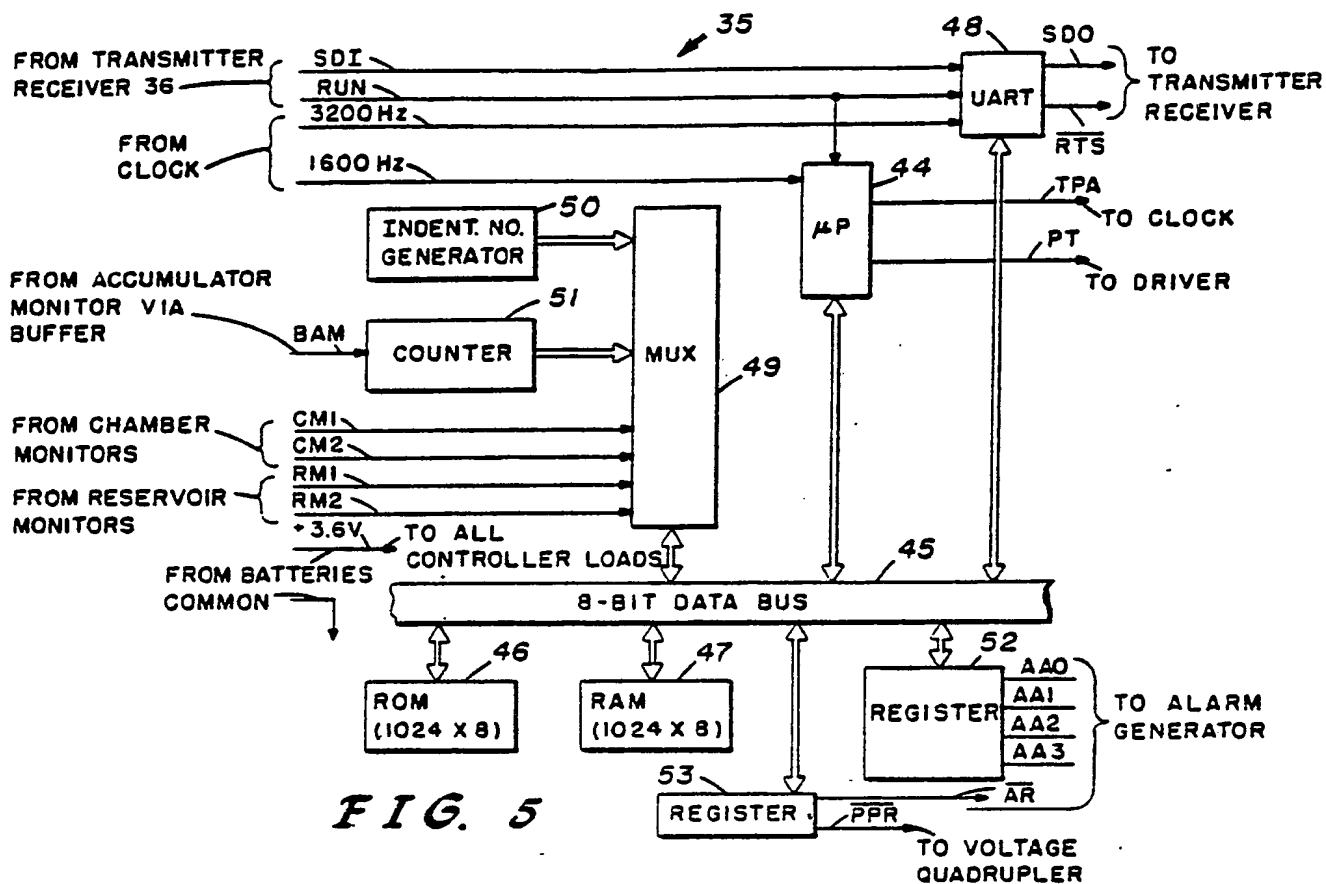 35
48
FROM TRANSMITTER
RECEIVER 36
SDI
RUN
3200 Hz
UART
SDO
RTS
TO
TRANSMITTER
RECEIVER
FROM
CLOCK
1600 Hz
44
μP
TPA
TO CLOCK
PT
TO DRIVER
50
INDENT. NO.
GENERATOR
FROM ACCUMULATOR
MONITOR VIA
BUFFER
BAM
51
COUNTER
MUX
49
FROM CHAMBER
MONITORS
CM1
CM2
FROM RESERVOIR
MONITORS
RM1
RM2
+3.6V
TO ALL
CONTROLLER LOADS
FROM BATTERIES
COMMON
45
8-BIT DATA BUS
46
ROM
(1024 X 8)
47
RAM
(1024 X 8)
52
REGISTER
AA0
AA1
AA2
AA3
TO ALARM
GENERATOR
53
REGISTER
AR
PPR
TO VOLTAGE
QUADRUPLER
FIG. 5